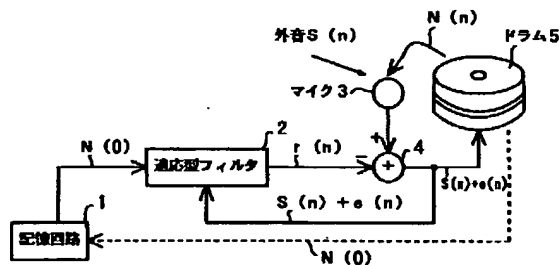 外音S(n)
N(n)
ドラム5
マイク3
N(0)
2
適応型フィルタ
r(n)
+
−
+
4
S(n)+e(n)
S(n)+e(n)
1
記憶回路
N(0)